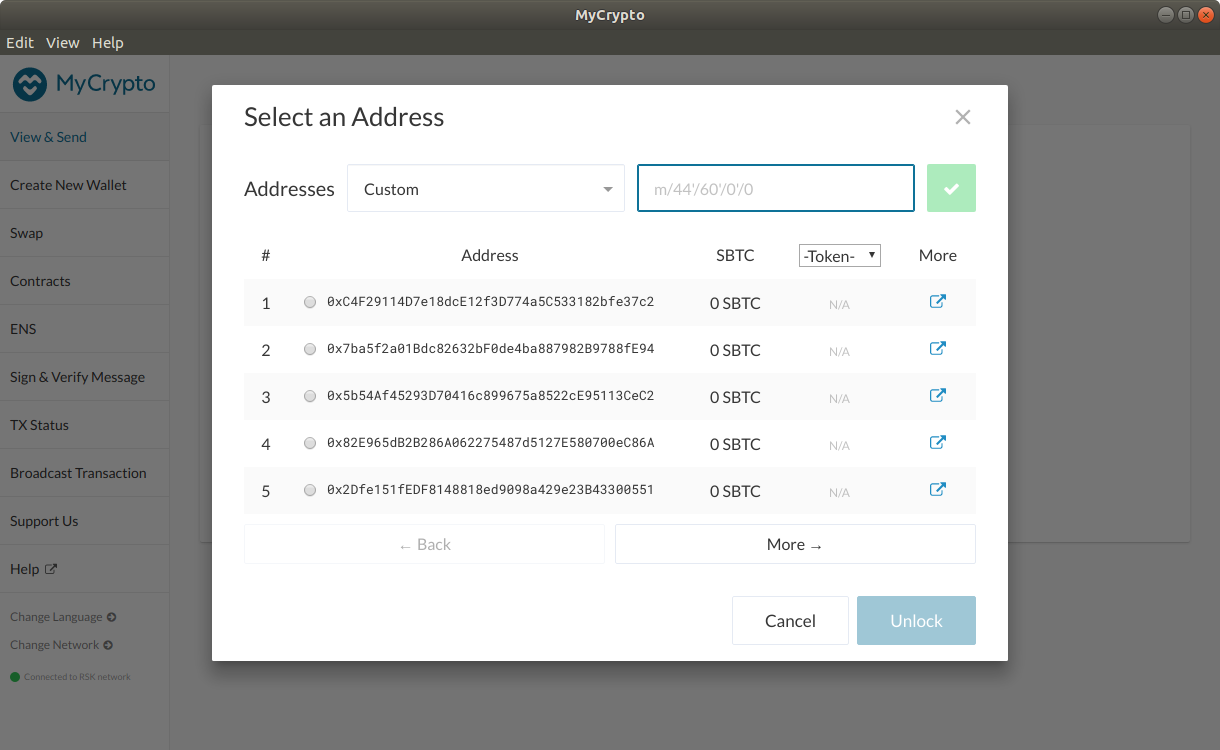 MyCrypto
Edit View Help
MyCrypto
View & Send
Create New Wallet
Swap
Contracts
ENS
Sign & Verify Message
TX Status
Broadcast Transaction
Support Us
Help
Change Language
Change Network
Connected to RSK network
Select an Address
Addresses Custom m/44'/60'/0'/0
# Address SBTC -Token- More
1 0xC4F29114D7e18dcE12f3D774a5C533182bfe37c2 0 SBTC N/A
2 0x7ba5f2a01Bdc82632bF0de4ba887982B9788fE94 0 SBTC N/A
3 0x5b54Af45293D70416c899675a8522cE95113CeC2 0 SBTC N/A
4 0x82E965dB2B286A062275487d5127E580700eC86A 0 SBTC N/A
5 0x2Dfe151fEDF8148818ed9098a429e23B43300551 0 SBTC N/A
← Back More →
Cancel Unlock